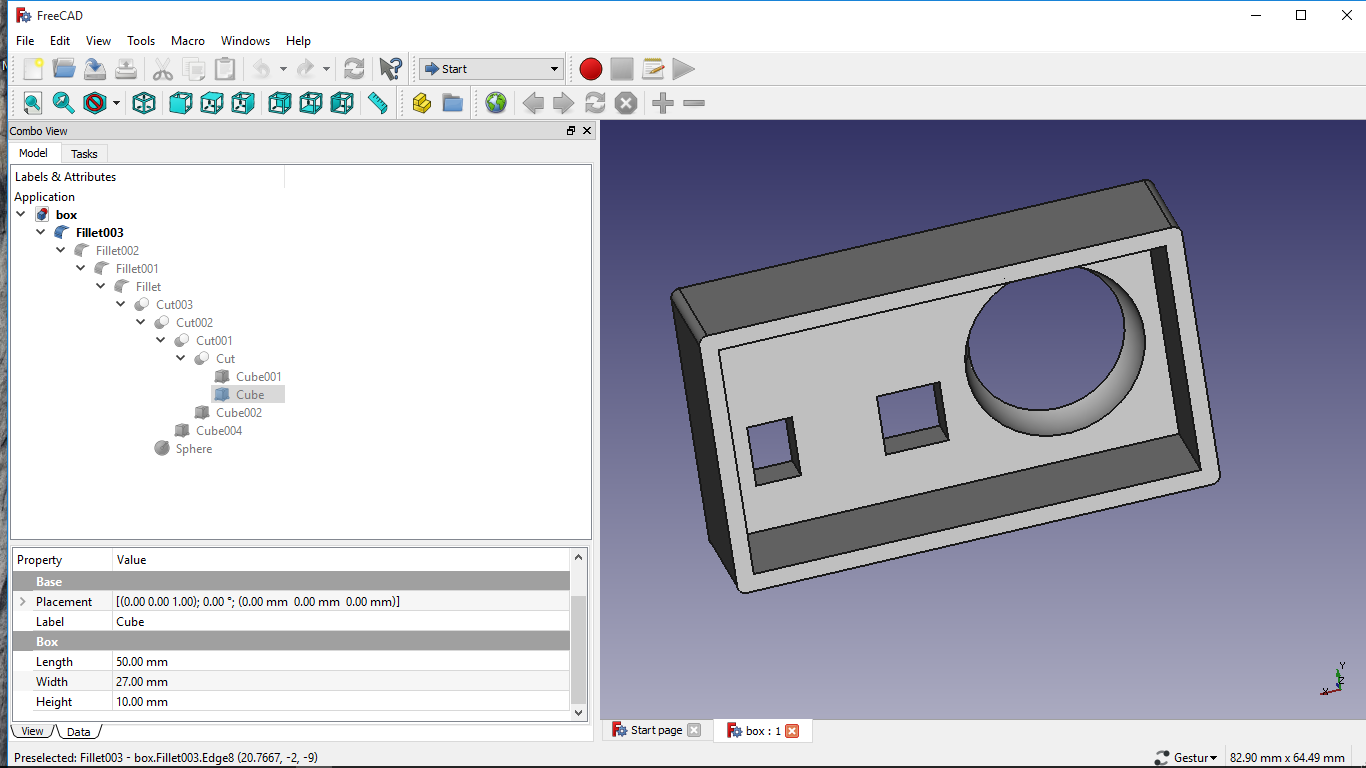 FreeCAD
File Edit View Tools Macro Windows Help
Start
Combo View
Model Tasks
Labels & Attributes
Application
box
Fillet003
Fillet002
Fillet001
Fillet
Cut003
Cut002
Cut001
Cut
Cube001
Cube
Cube002
Cube004
Sphere
Property Value
Base
Placement [(0.00 0.00 1.00); 0.00 °; (0.00 mm 0.00 mm 0.00 mm)]
Label Cube
Box
Length 50.00 mm
Width 27.00 mm
Height 10.00 mm
View Data
Y
Z
X
Start page box : 1
Preselected: Fillet003 - box.Fillet003.Edge8 (20.7667, -2, -9) Gestur 82.90 mm x 64.49 mm